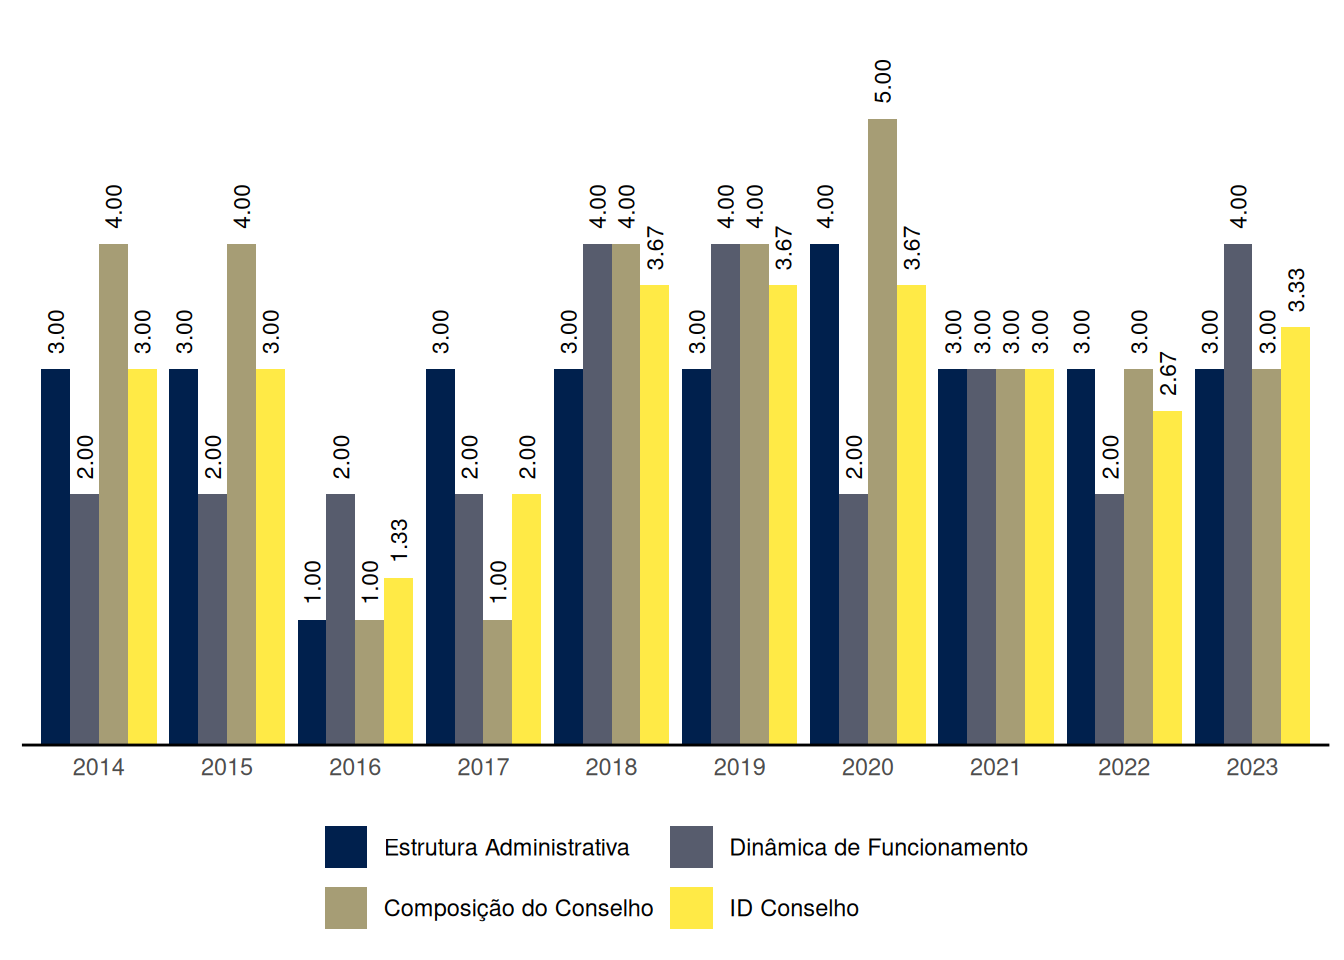 5.00
4.00 4.00 4.00 4.00 4.00 4.00 4.00 4.00
3.67 3.67 3.67
3.33
3.00 3.00 3.00 3.00 3.00 3.00 3.00 3.00 3.00 3.00 3.00 3.00 3.00 3.00 3.00
2.67
2.00 2.00 2.00 2.00 2.00 2.00 2.00
1.33
1.00 1.00 1.00
2014 2015 2016 2017 2018 2019 2020 2021 2022 2023
Estrutura Administrativa Dinâmica de Funcionamento
Composição do Conselho ID Conselho